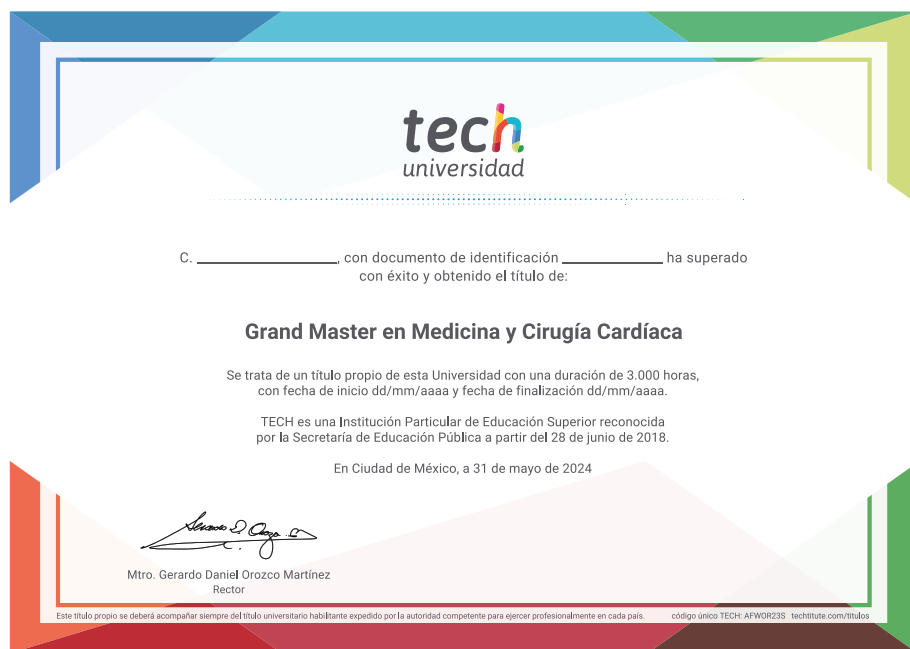 tech
universidad
C. ____________________, con documento de identificación ______________ ha superado
con éxito y obtenido el título de:
Grand Master en Medicina y Cirugía Cardíaca
Se trata de un título propio de esta Universidad con una duración de 3.000 horas,
con fecha de inicio dd/mm/aaaa y fecha de finalización dd/mm/aaaa.
TECH es una Institución Particular de Educación Superior reconocida
por la Secretaría de Educación Pública a partir del 28 de junio de 2018.
En Ciudad de México, a 31 de mayo de 2024
Mtro. Gerardo Daniel Orozco Martínez
Rector
Este título propio se deberá acompañar siempre del título universitario habilitante expedido por la autoridad competente para ejercer profesionalmente en cada país. código único TECH: AFWOR23S techtitute.com/titulos